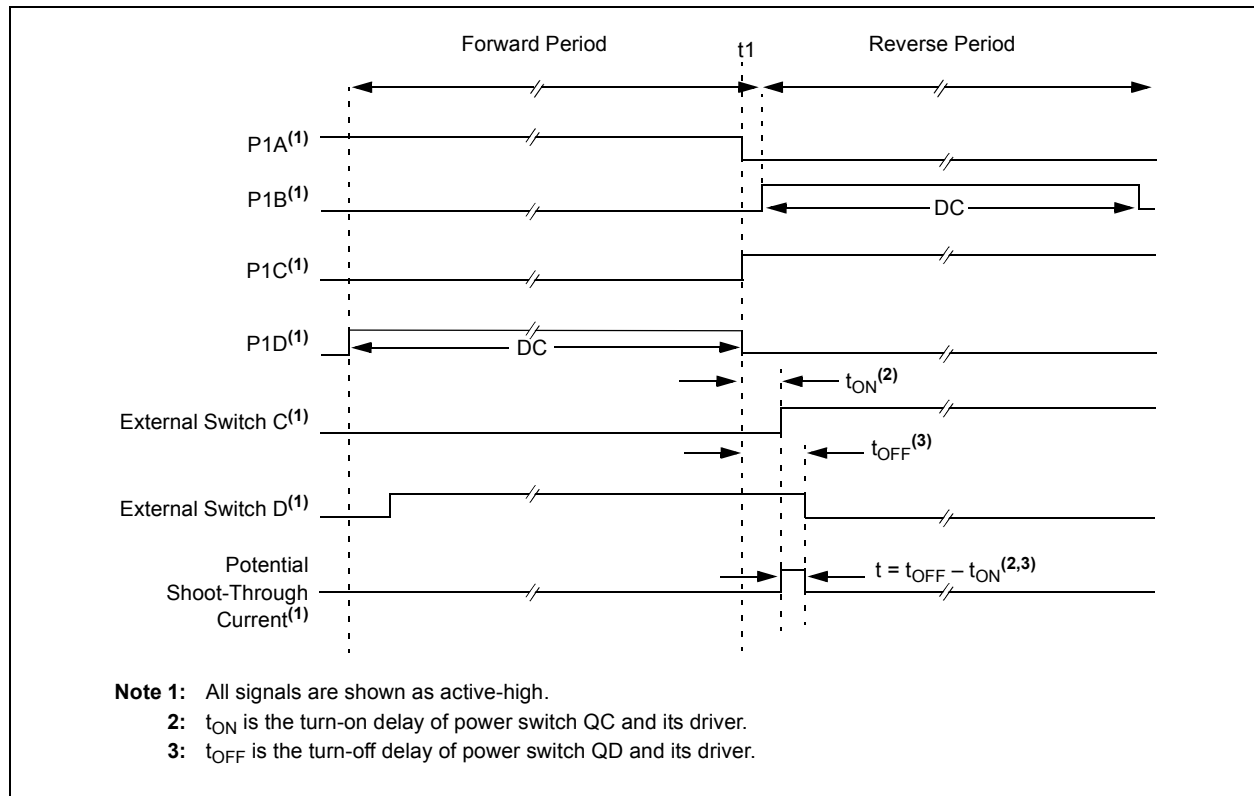 Forward Period
t1
Reverse Period
P1A(1)
P1B(1)
DC
P1C(1)
P1D(1)
DC
tON(2)
External Switch C(1)
tOFF(3)
External Switch D(1)
Potential
Shoot-Through
Current(1)
t = tOFF – tON(2,3)
Note 1: All signals are shown as active-high.
2: tON is the turn-on delay of power switch QC and its driver.
3: tOFF is the turn-off delay of power switch QD and its driver.